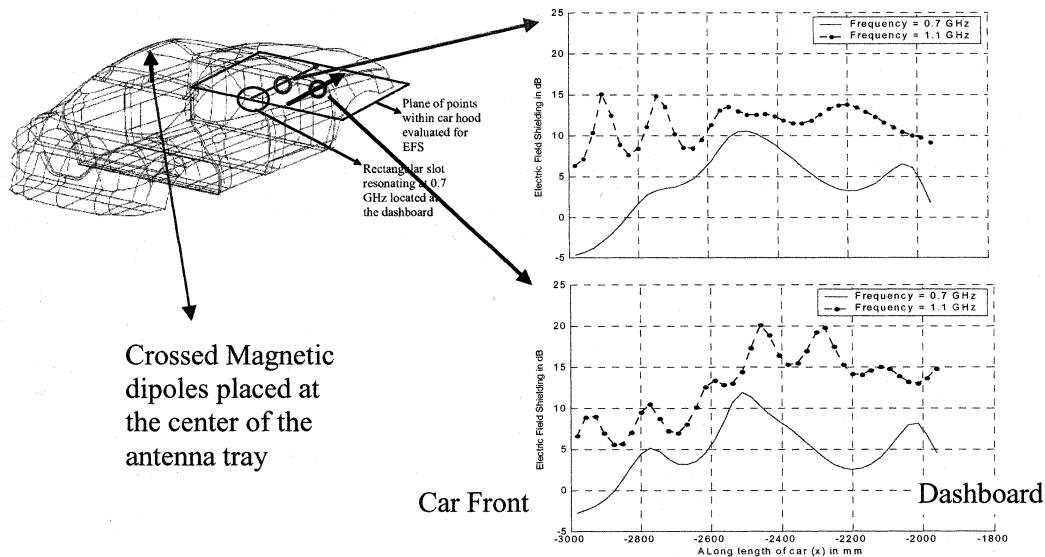 Plane of points
within car hood
evaluated for
EFS
Rectangular slot
resonating at 0.7
GHz located at
the dashboard
Crossed Magnetic
dipoles placed at
the center of the
antenna tray
25
20
15
10
5
0
-5
Electric Field Shielding in dB
Frequency = 0.7 GHz
Frequency = 1.1 GHz
25
20
15
10
5
0
-5
Electric Field Shielding in dB
Frequency = 0.7 GHz
Frequency = 1.1 GHz
Car Front
Dashboard
-3000 -2800 -2600 -2400 -2200 -2000 -1800
ALong length of car (x) in mm